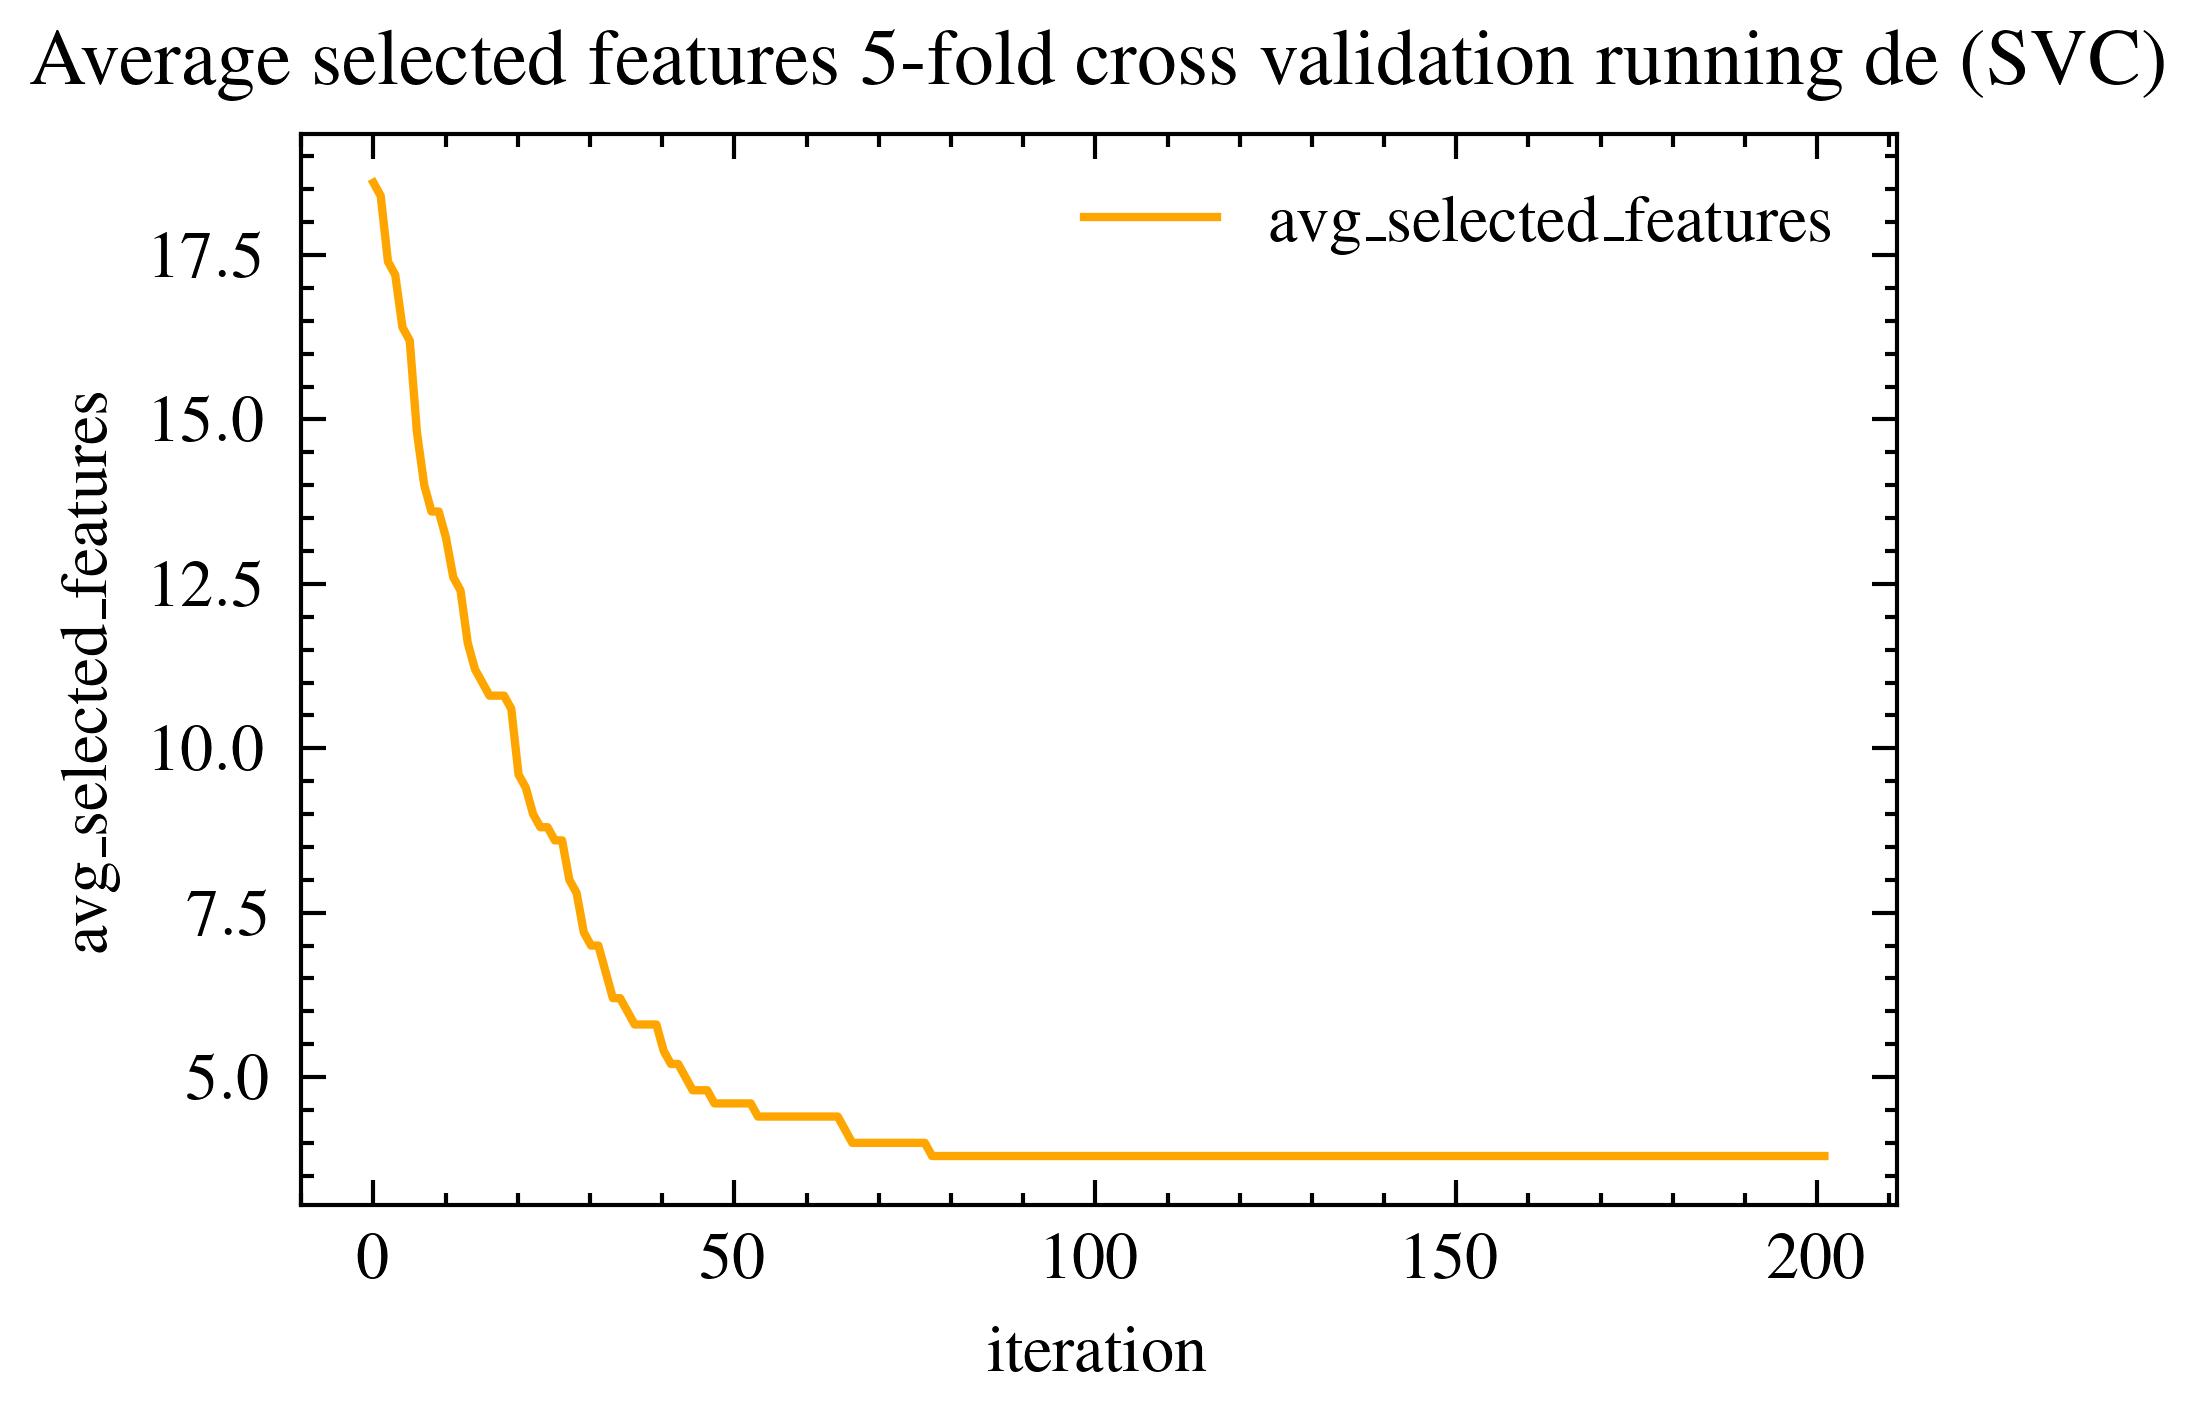 Average selected features 5-fold cross validation running de (SVC)
avg_selected_features
17.5
15.0
12.5
10.0
7.5
5.0
avg_selected_features
0 50 100 150 200
iteration